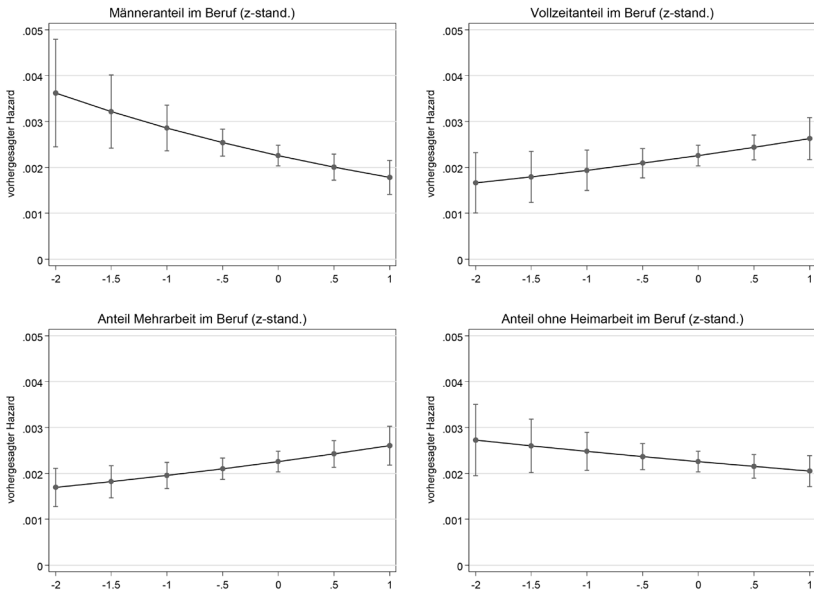 Männeranteil im Beruf (z-stand.)
vorhergesagter Hazard
.005
.004
.003
.002
.001
0
-2 -1.5 -1 -.5 0 .5 1
Vollzeitanteil im Beruf (z-stand.)
vorhergesagter Hazard
.005
.004
.003
.002
.001
0
-2 -1.5 -1 -.5 0 .5 1
Anteil Mehrarbeit im Beruf (z-stand.)
vorhergesagter Hazard
.005
.004
.003
.002
.001
0
-2 -1.5 -1 -.5 0 .5 1
Anteil ohne Heimarbeit im Beruf (z-stand.)
vorhergesagter Hazard
.005
.004
.003
.002
.001
0
-2 -1.5 -1 -.5 0 .5 1